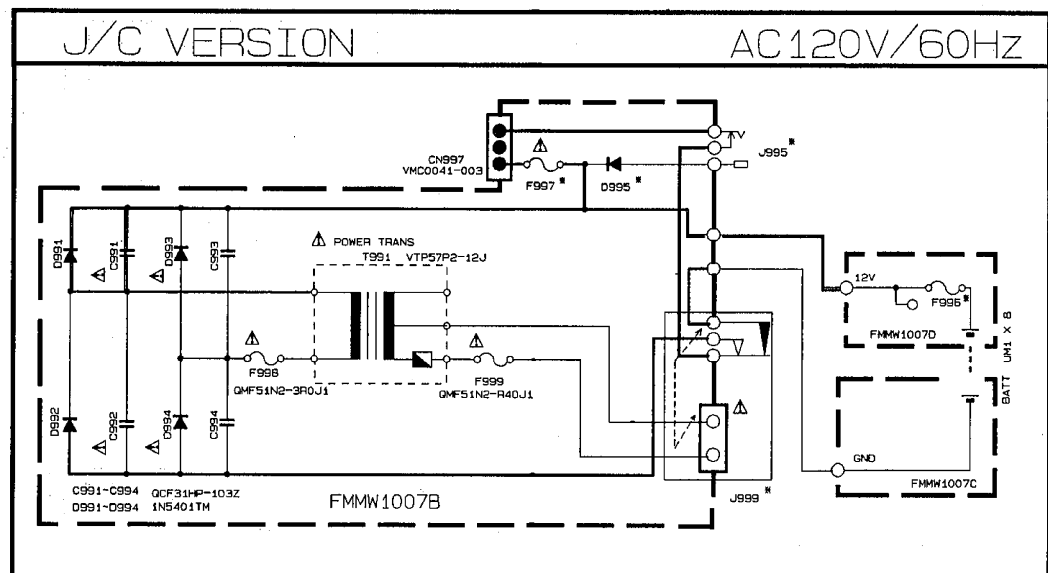 J/C VERSION
AC120V/60Hz
CN997
VMC0041-003
F997*
D995*
J995*
D991
C991
D993
C993
POWER TRANS
T991 VTP57P2-12J
12V
F996*
FMMW1007D
BATT UM1 X 8
F998
QMF51N2-3R0J1
F999
QMF51N2-R40J1
D992
C992
D994
C994
GND
FMMW1007C
C991~C994 QCF31HP-103Z
D991~D994 1N5401TM
FMMW1007B
J999*